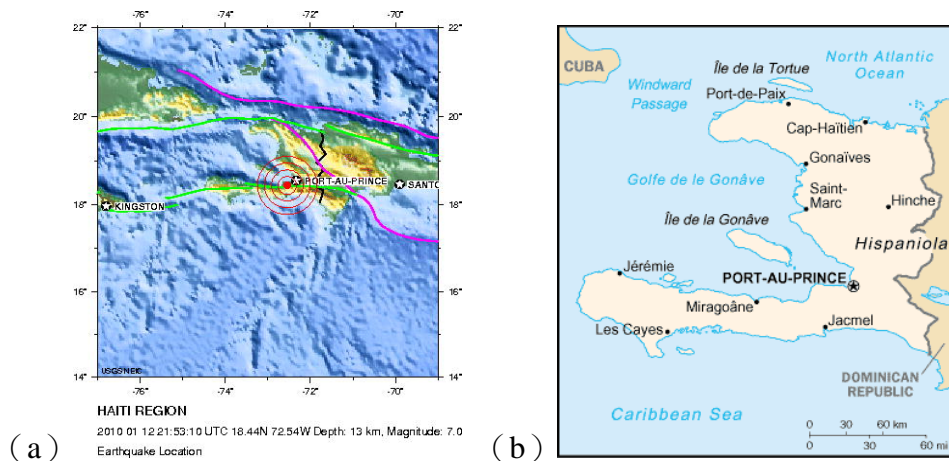 -76° -74° -72° -70°
22° 22°
20° 20°
PORT-AU-PRINCE
SANTO
KINGSTON
18° 18°
16° 16°
14° 14°
USGS/NEIC
-76° -74° -72° -70°
HAITI REGION
2010 01 12 21:53:10 UTC 18.44N 72.54W Depth: 13 km, Magnitude: 7.0
Earthquake Location
(a)
CUBA
North Atlantic
Ocean
Île de la Tortue
Windward
Passage
Port-de-Paix
Cap-Haïtien
Gonaïves
Golfe de le Gonâve
Saint-
Marc
Hinche
Île de la Gonâve
Hispaniola
Jérémie
PORT-AU-PRINCE
Miragoâne
Les Cayes
Jacmel
DOMINICAN
REPUBLIC
Caribbean Sea
0 30 60 km
0 30 60 mi
(b)